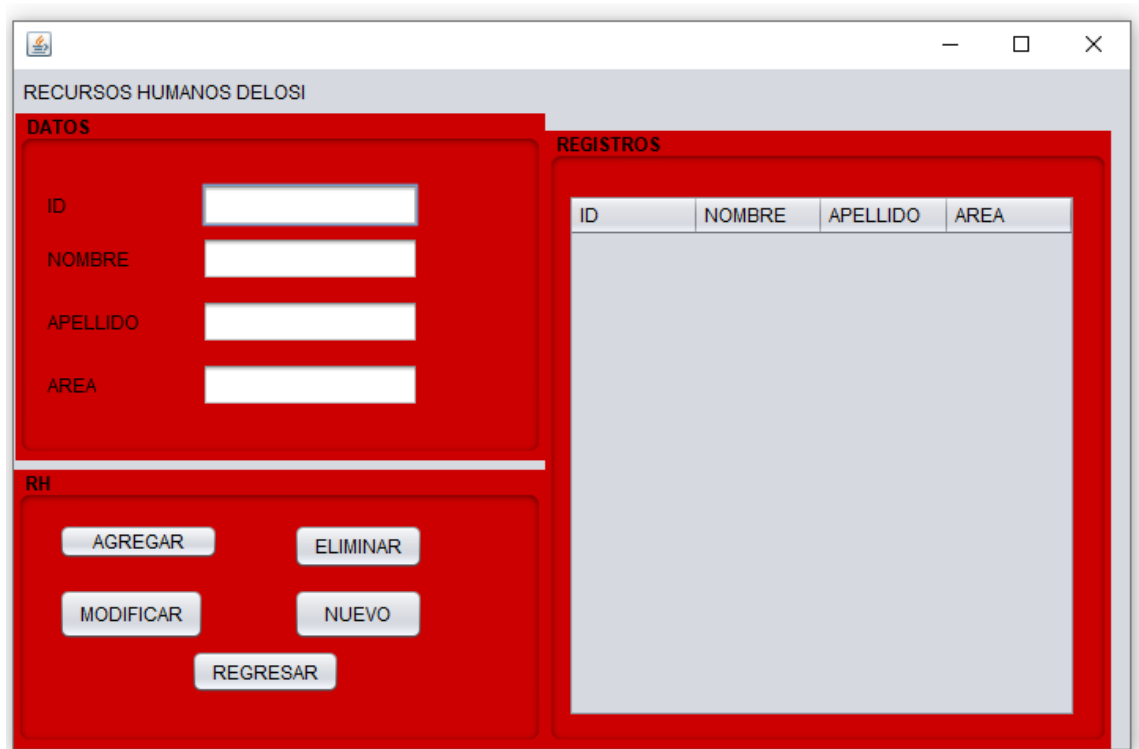 RECURSOS HUMANOS DELOSI
DATOS
ID
NOMBRE
APELLIDO
AREA
REGISTROS
ID NOMBRE APELLIDO AREA
RH
AGREGAR ELIMINAR
MODIFICAR NUEVO
REGRESAR